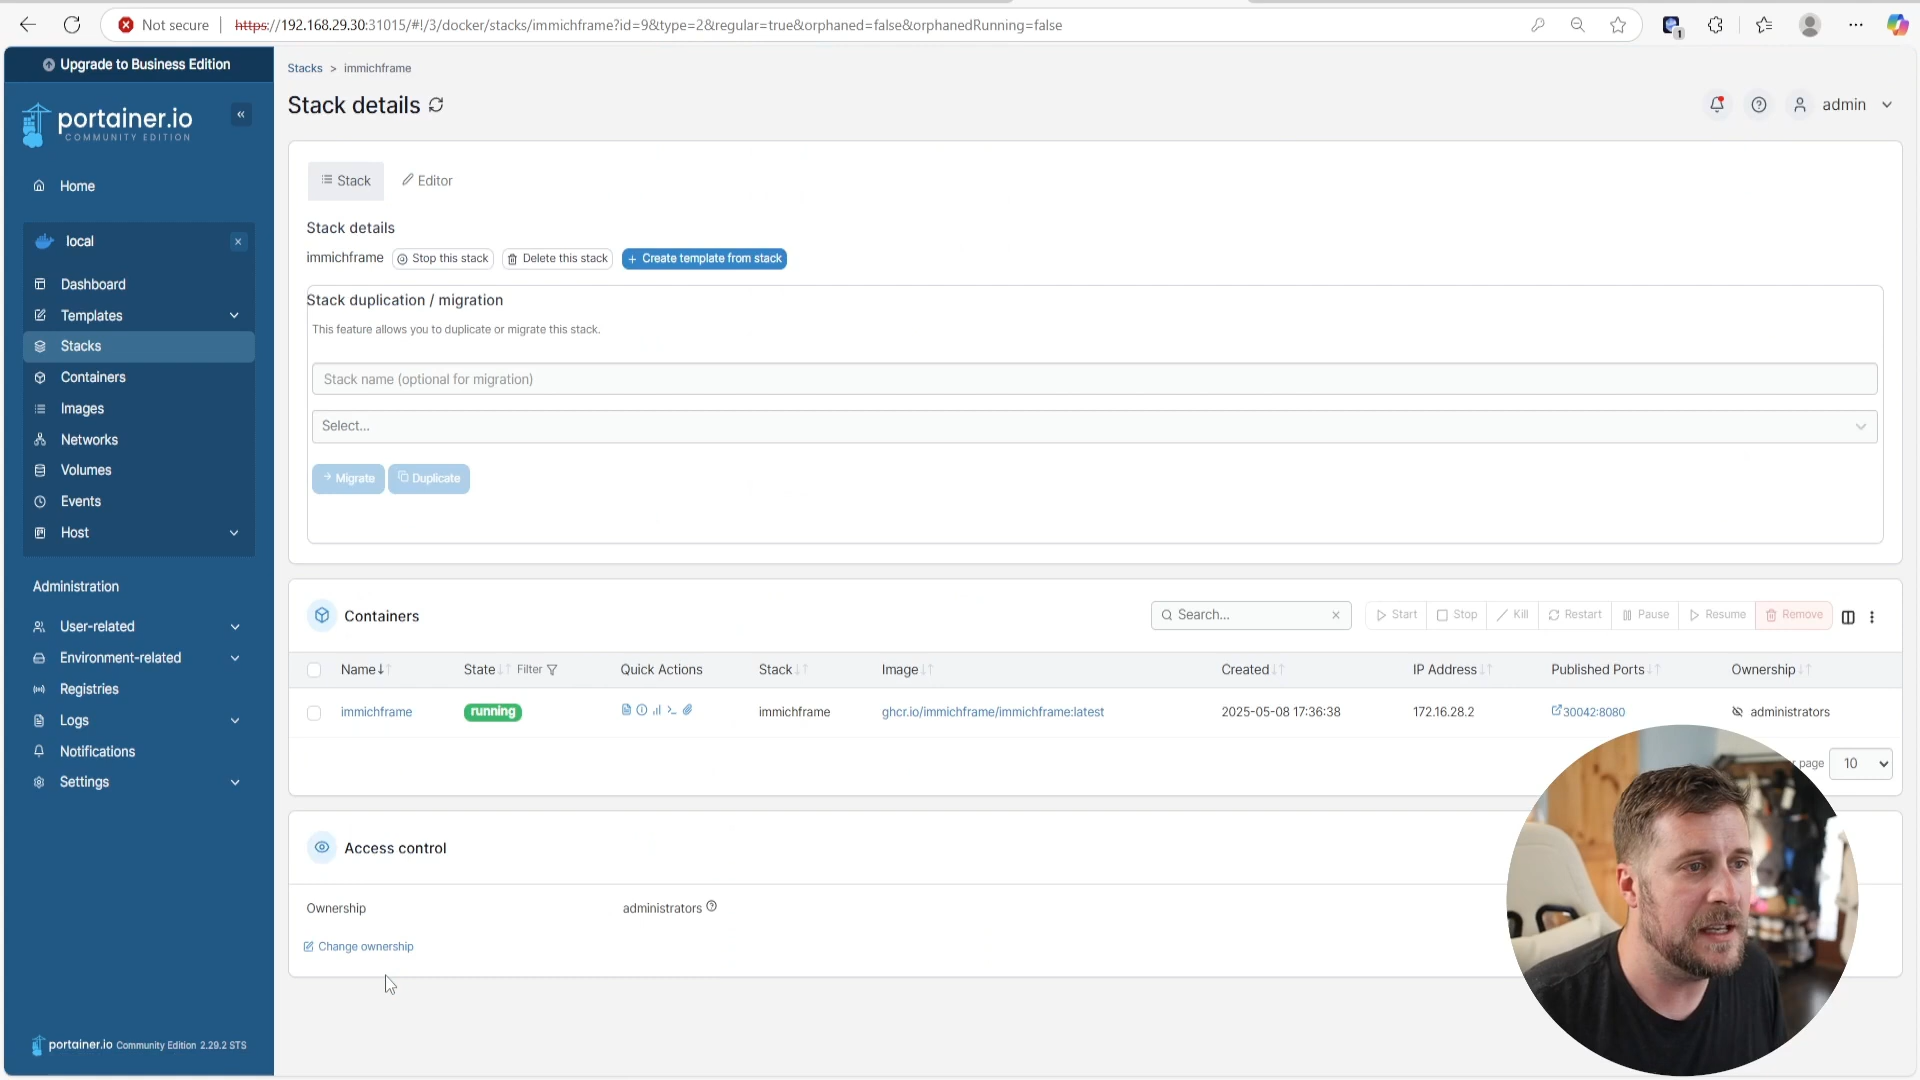 Not secure
https://192.168.29.30:31015/#!/3/docker/stacks/immichframe?id=9&type=2&regular=true&orphaned=false&orphanedRunning=false
1
Upgrade to Business Edition
portainer.io
COMMUNITY EDITION
Home
local
Dashboard
Templates
Stacks
Containers
Images
Networks
Volumes
Events
Host
Administration
User-related
Environment-related
Registries
Logs
Notifications
Settings
portainer.io Community Edition 2.29.2 STS
Stacks > immichframe
Stack details
admin
Stack
Editor
Stack details
immichframe Stop this stack Delete this stack + Create template from stack
Stack duplication / migration
This feature allows you to duplicate or migrate this stack.
Stack name (optional for migration)
Select...
Migrate Duplicate
Containers
Search...
Start Stop Kill Restart Pause Resume Remove
Name State Filter Quick Actions Stack Image Created IP Address Published Ports Ownership
immichframe running immichframe ghcr.io/immichframe/immichframe:latest 2025-05-08 17:36:38 172.16.28.2 30042:8080 administrators
page 10
Access control
Ownership administrators
Change ownership